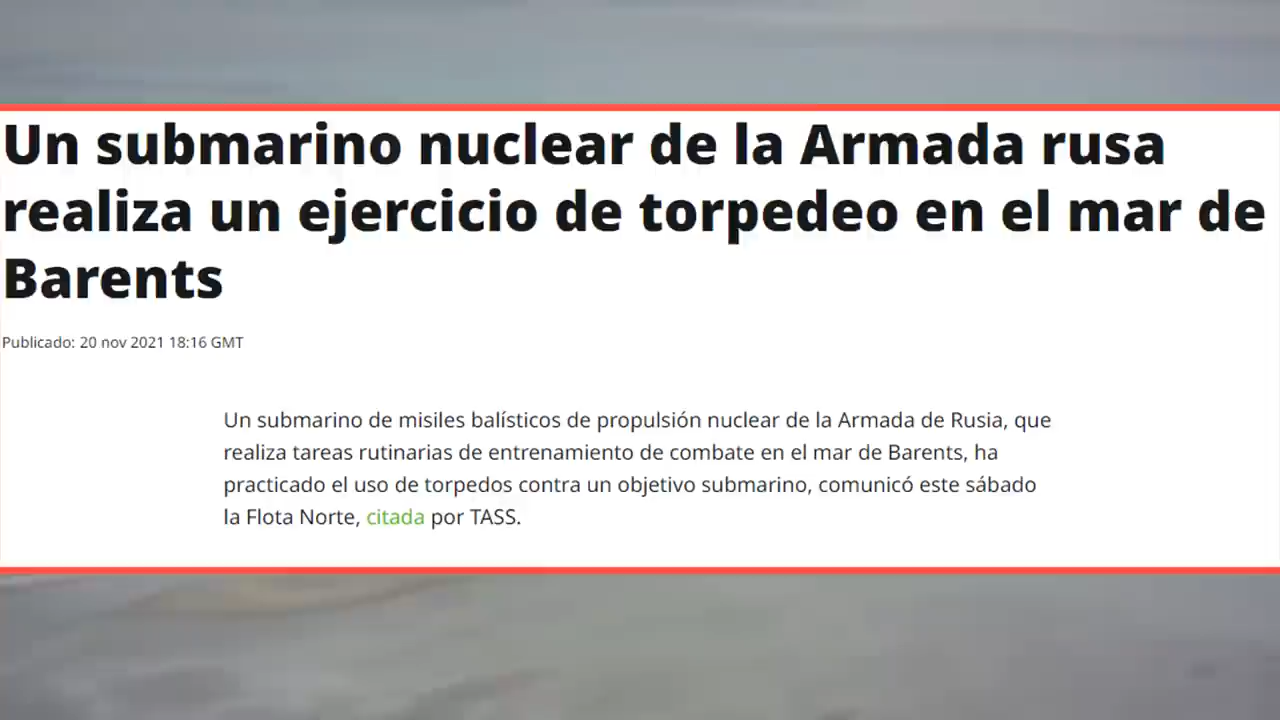 Un submarino nuclear de la Armada rusa
realiza un ejercicio de torpedeo en el mar de
Barents
Publicado: 20 nov 2021 18:16 GMT
Un submarino de misiles balísticos de propulsión nuclear de la Armada de Rusia, que
realiza tareas rutinarias de entrenamiento de combate en el mar de Barents, ha
practicado el uso de torpedos contra un objetivo submarino, comunicó este sábado
la Flota Norte, citada por TASS.